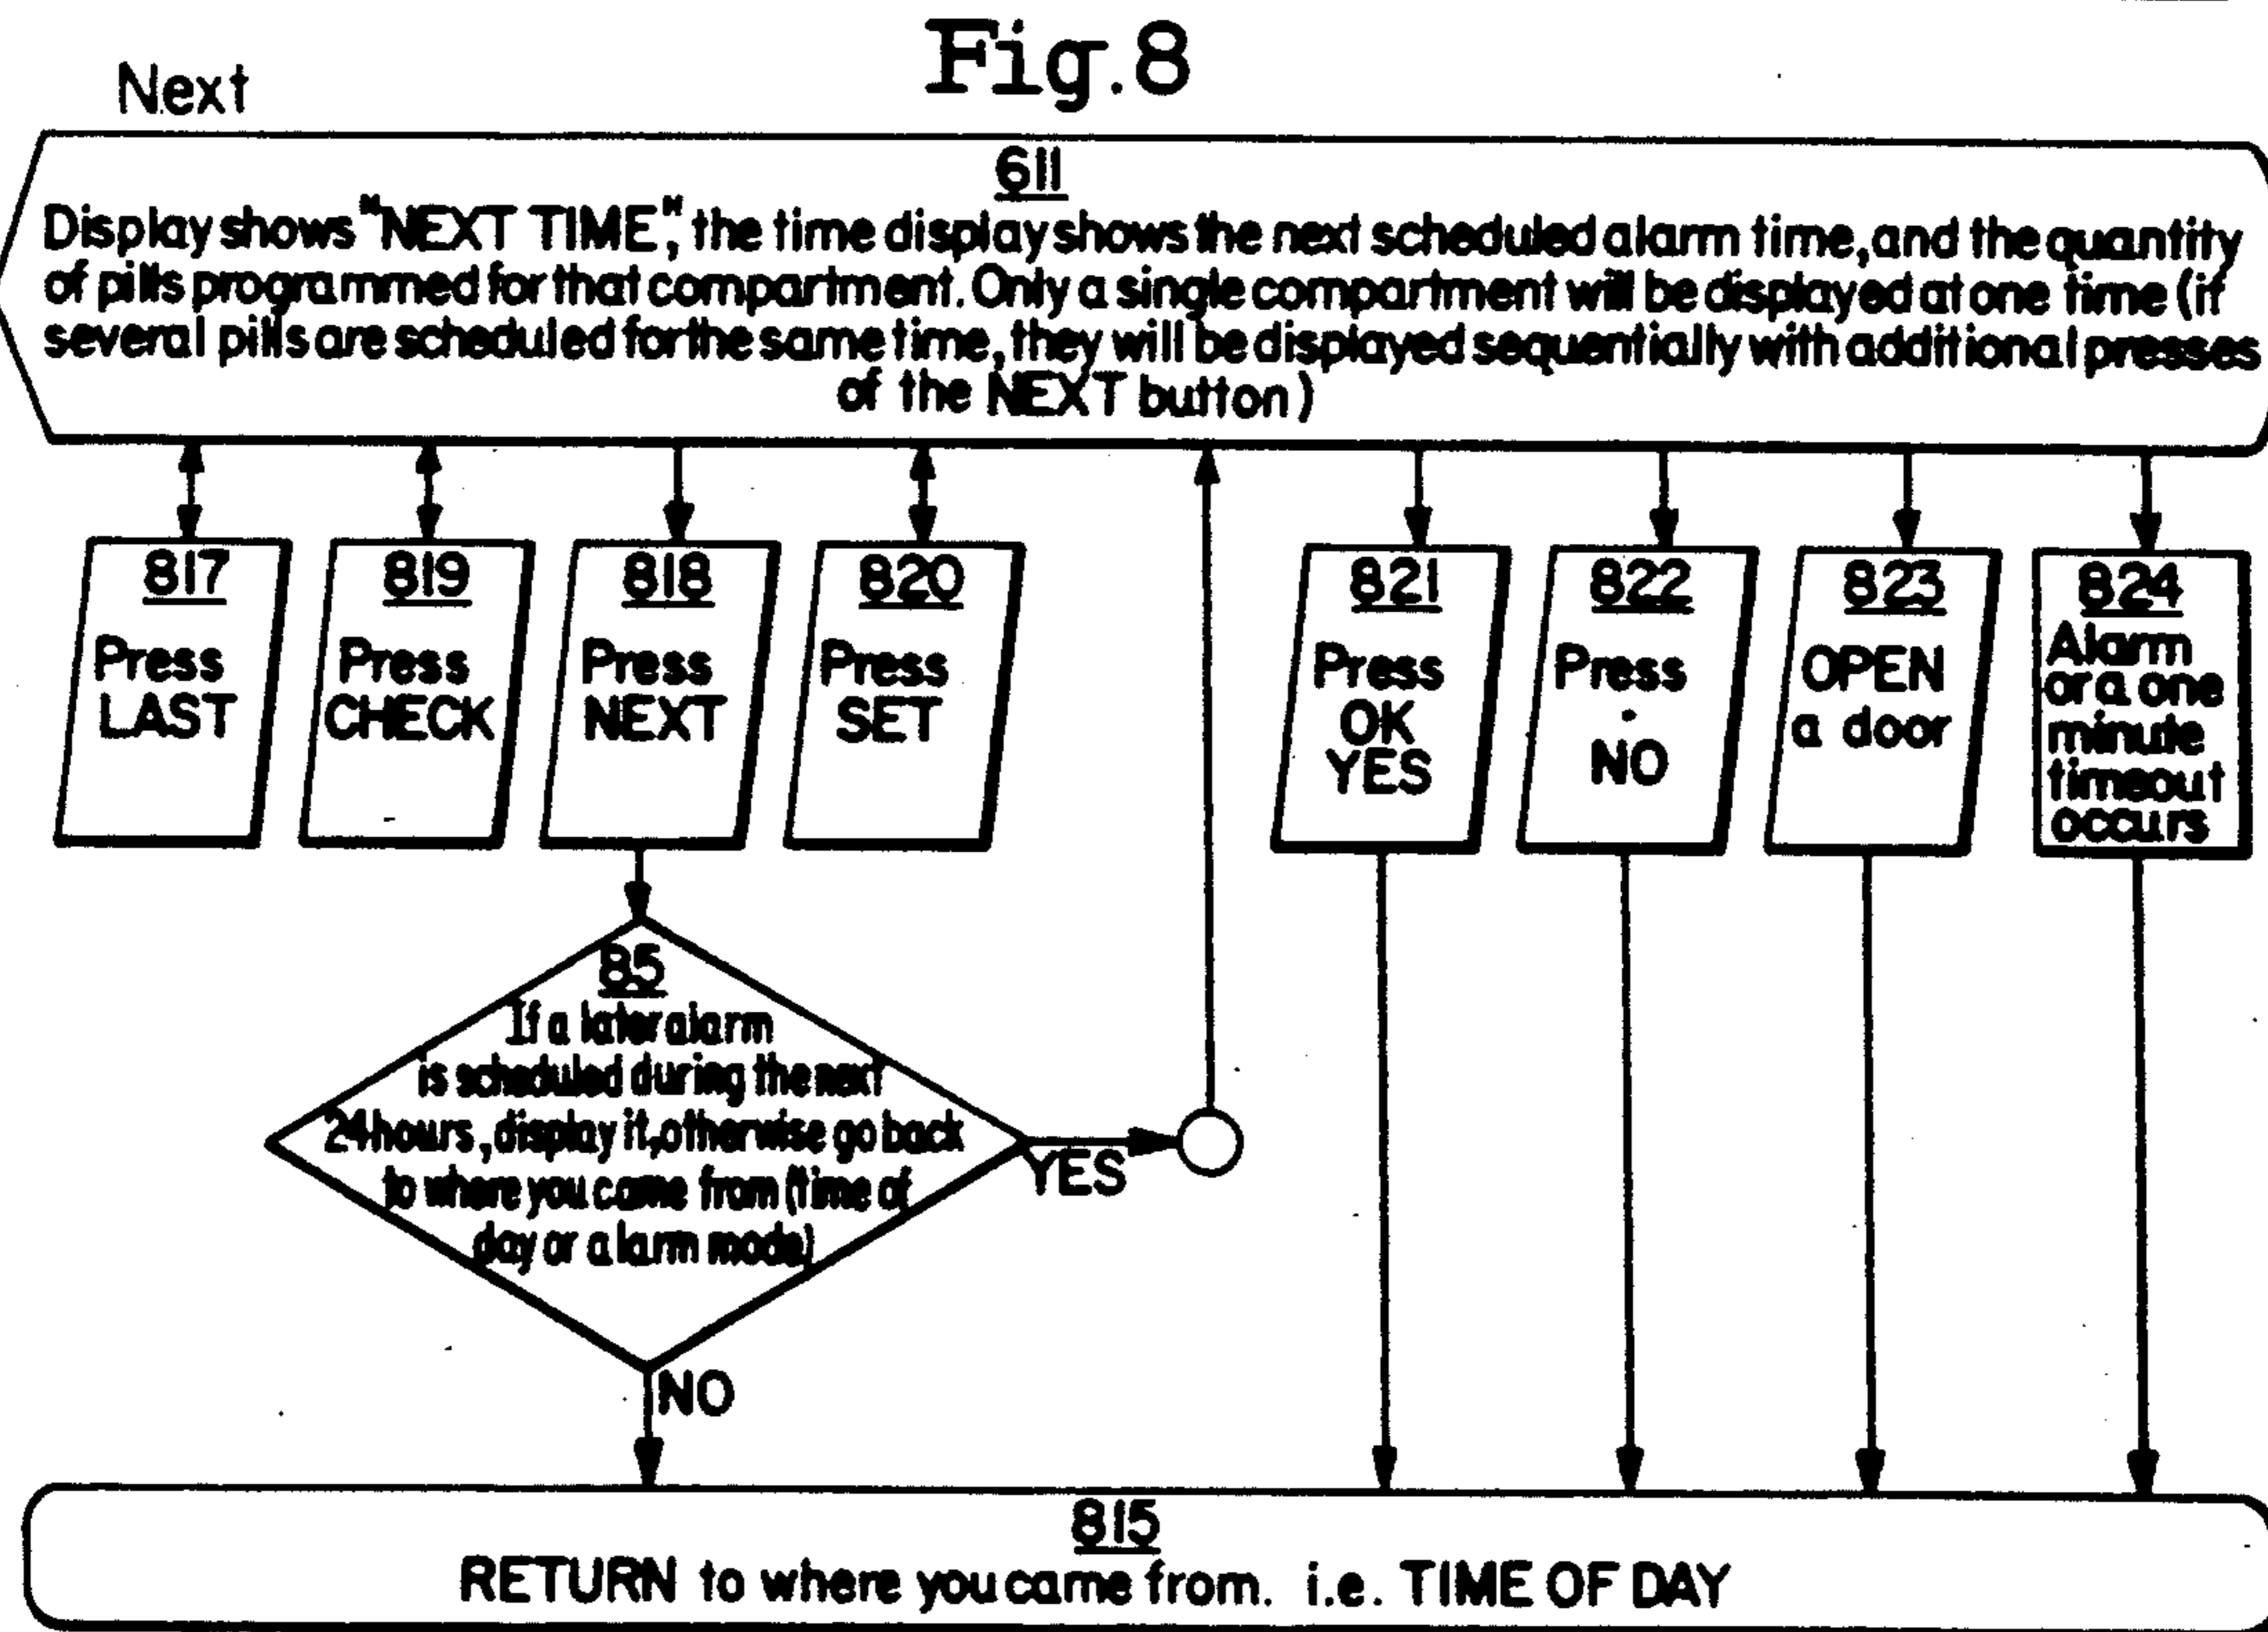 Fig.8
Next
611
Display shows "NEXT TIME", the time display shows the next scheduled alarm time, and the quantity
of pills programmed for that compartment. Only a single compartment will be displayed at one time (if
several pills are scheduled for the same time, they will be displayed sequentially with additional presses
of the NEXT button)
817
Press
LAST
819
Press
CHECK
818
Press
NEXT
820
Press
SET
821
Press
OK
YES
822
Press
NO
823
OPEN
a door
824
Alarm
or a one
minute
timeout
occurs
85
If a later alarm
is scheduled during the next
24 hours, display it, otherwise go back
to where you came from (time of
day or alarm mode)
YES
NO
815
RETURN to where you came from. i.e. TIME OF DAY